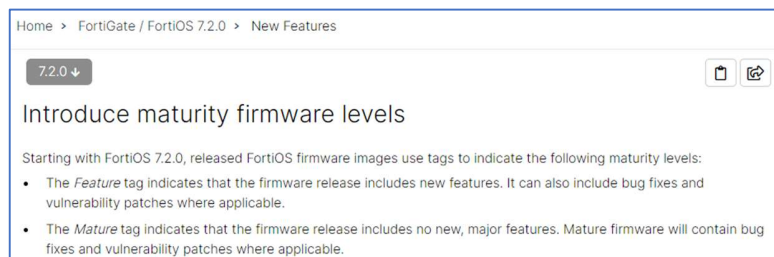 Home > FortiGate / FortiOS 7.2.0 > New Features
7.2.0
Introduce maturity firmware levels
Starting with FortiOS 7.2.0, released FortiOS firmware images use tags to indicate the following maturity levels:
• The Feature tag indicates that the firmware release includes new features. It can also include bug fixes and
vulnerability patches where applicable.
• The Mature tag indicates that the firmware release includes no new, major features. Mature firmware will contain bug
fixes and vulnerability patches where applicable.